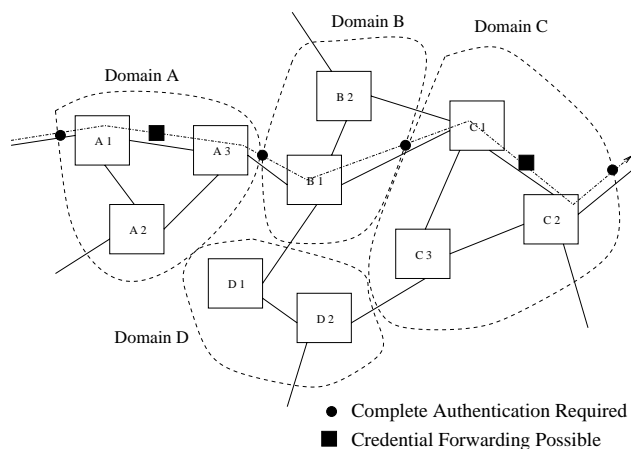 Domain B
Domain C
Domain A
B 2
A 1
C 1
A 3
B 1
A 2
C 2
C 3
D 1
D 2
Domain D
Complete Authentication Required
Credential Forwarding Possible